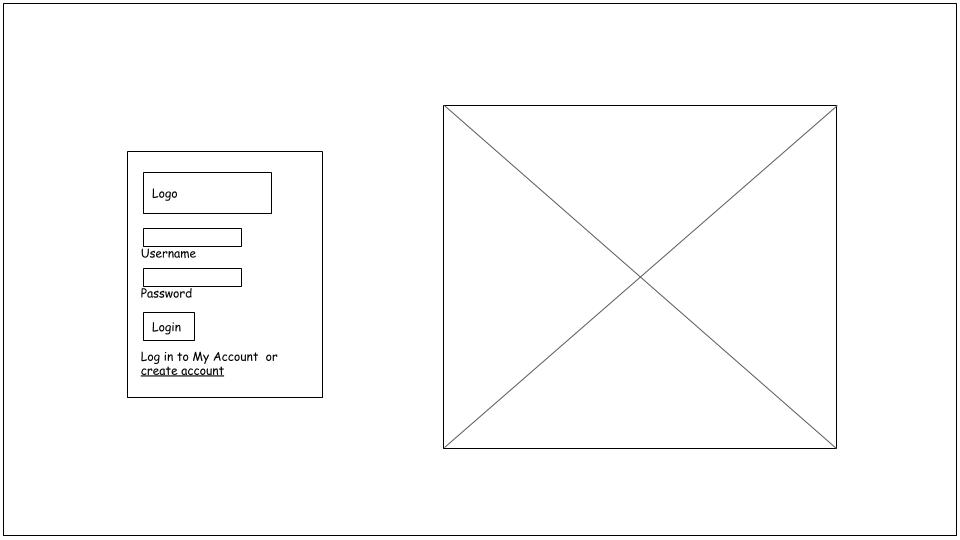 Logo
Username
Password
Login
Log in to My Account or
create account